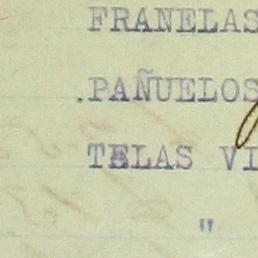 FRANELAS
.PAÑUELOS
TELAS VI
"